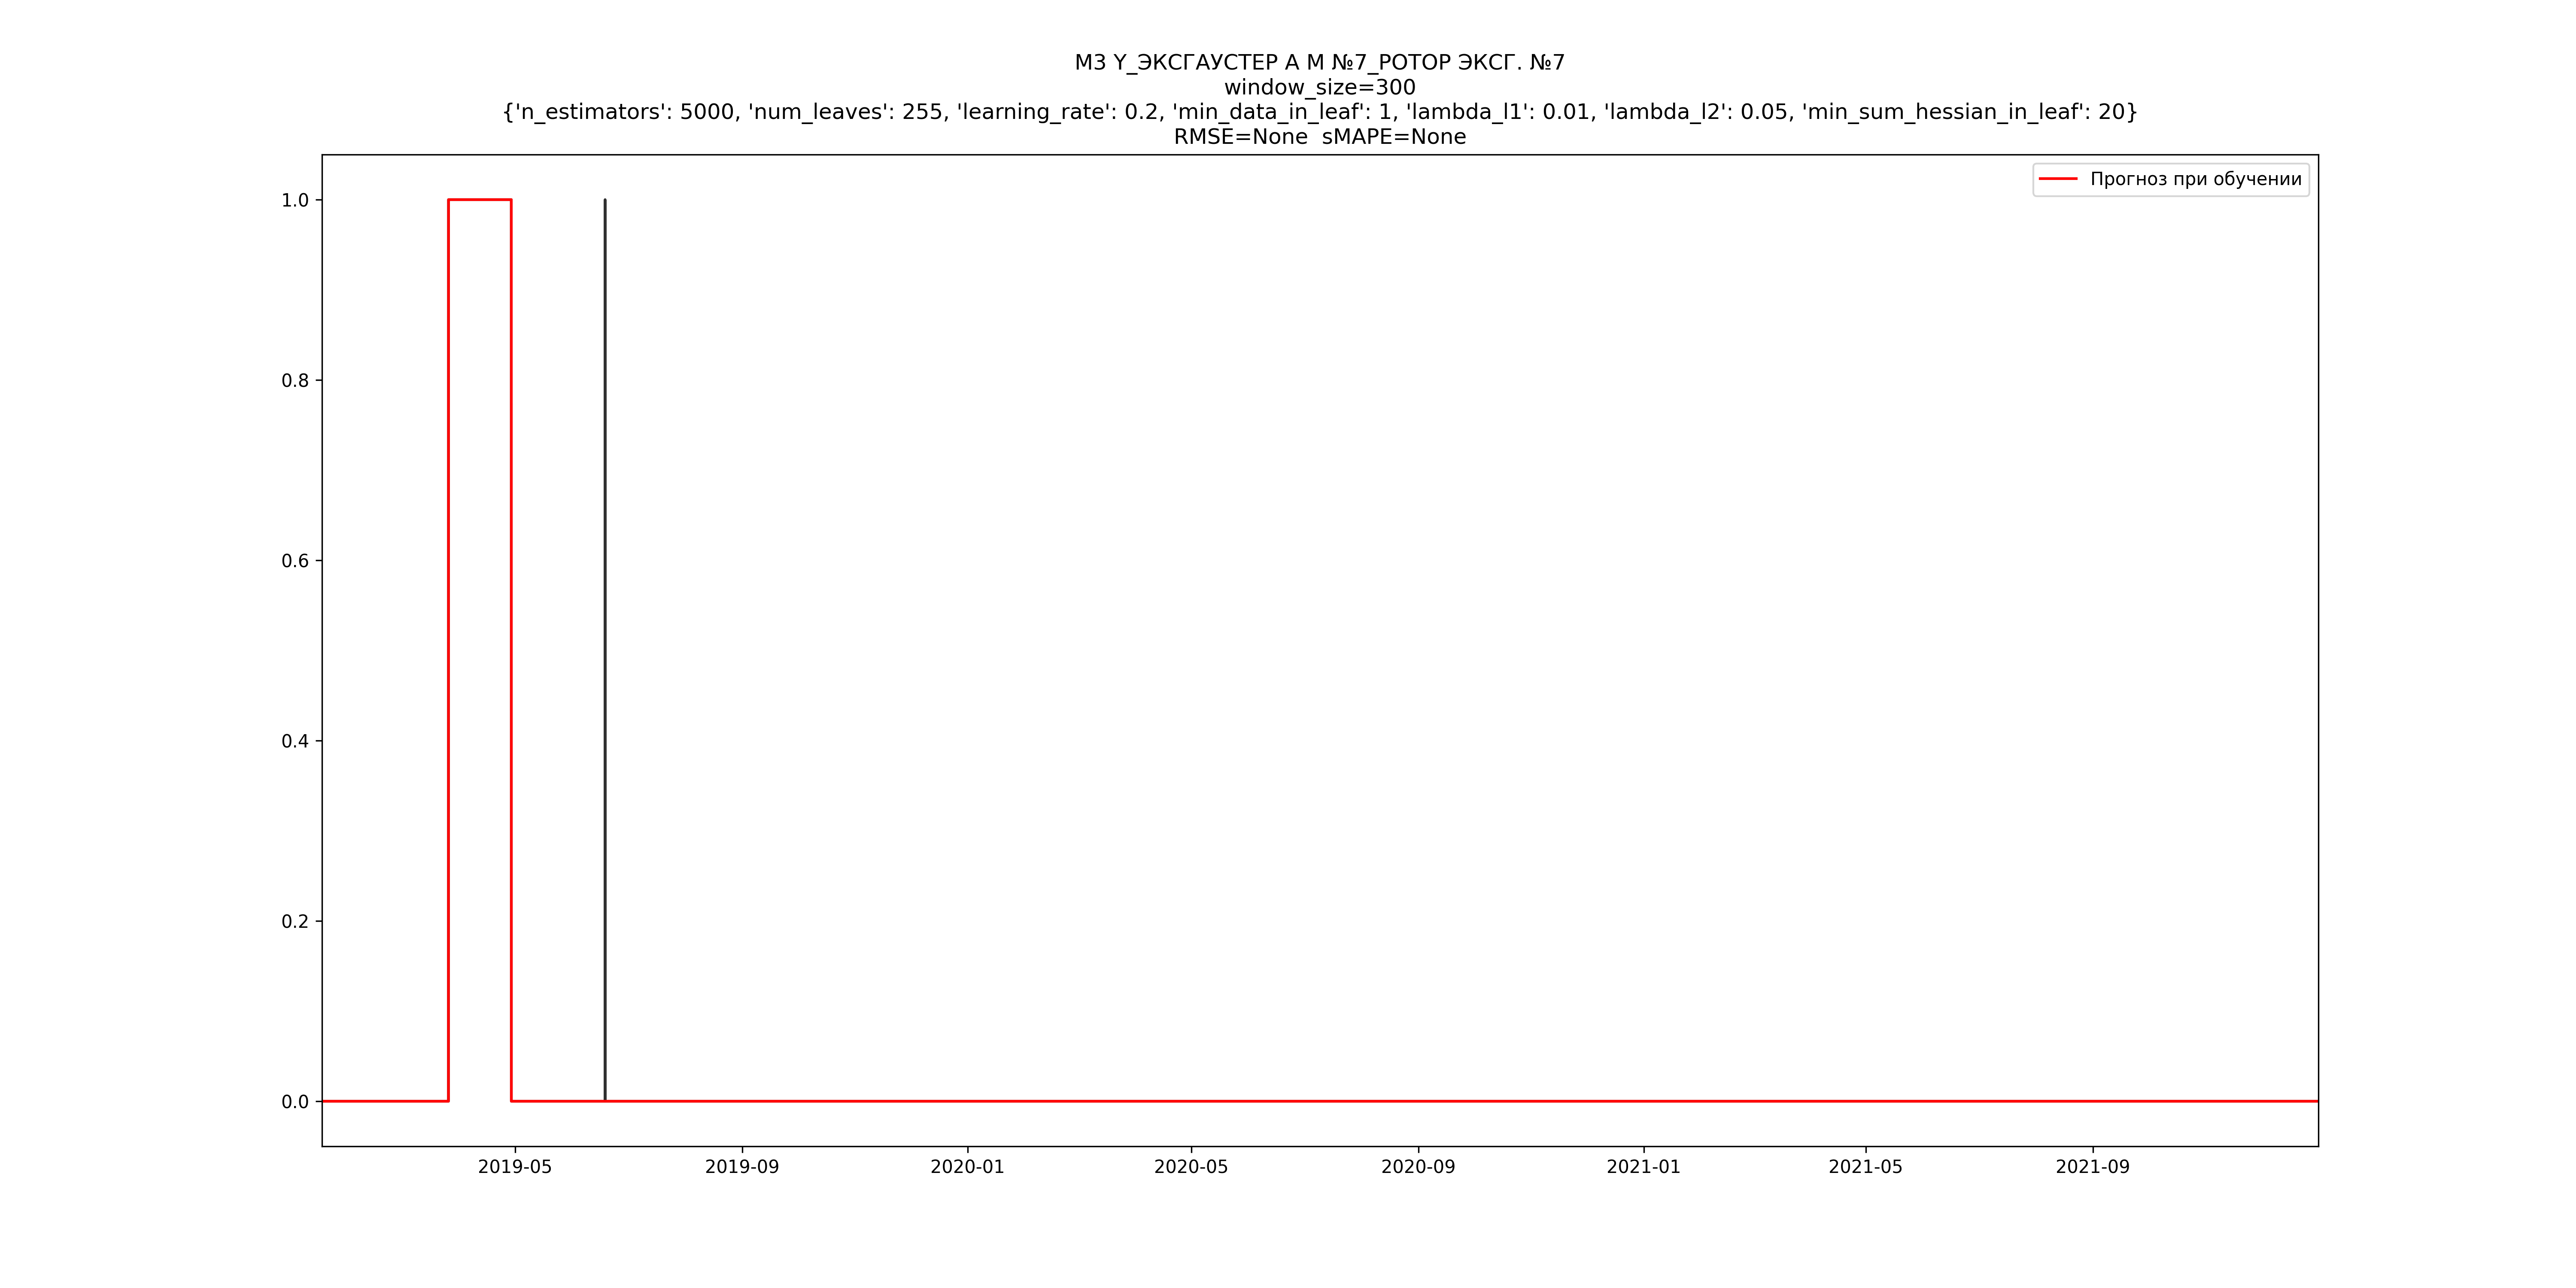 М3 Y_ЭКСГАУСТЕР А М №7_РОТОР ЭКСГ. №7
window_size=300
{'n_estimators': 5000, 'num_leaves': 255, 'learning_rate': 0.2, 'min_data_in_leaf': 1, 'lambda_l1': 0.01, 'lambda_l2': 0.05, 'min_sum_hessian_in_leaf': 20}
RMSE=None  sMAPE=None
Прогноз при обучении
1.0
0.8
0.6
0.4
0.2
0.0
2019-05
2019-09
2020-01
2020-05
2020-09
2021-01
2021-05
2021-09